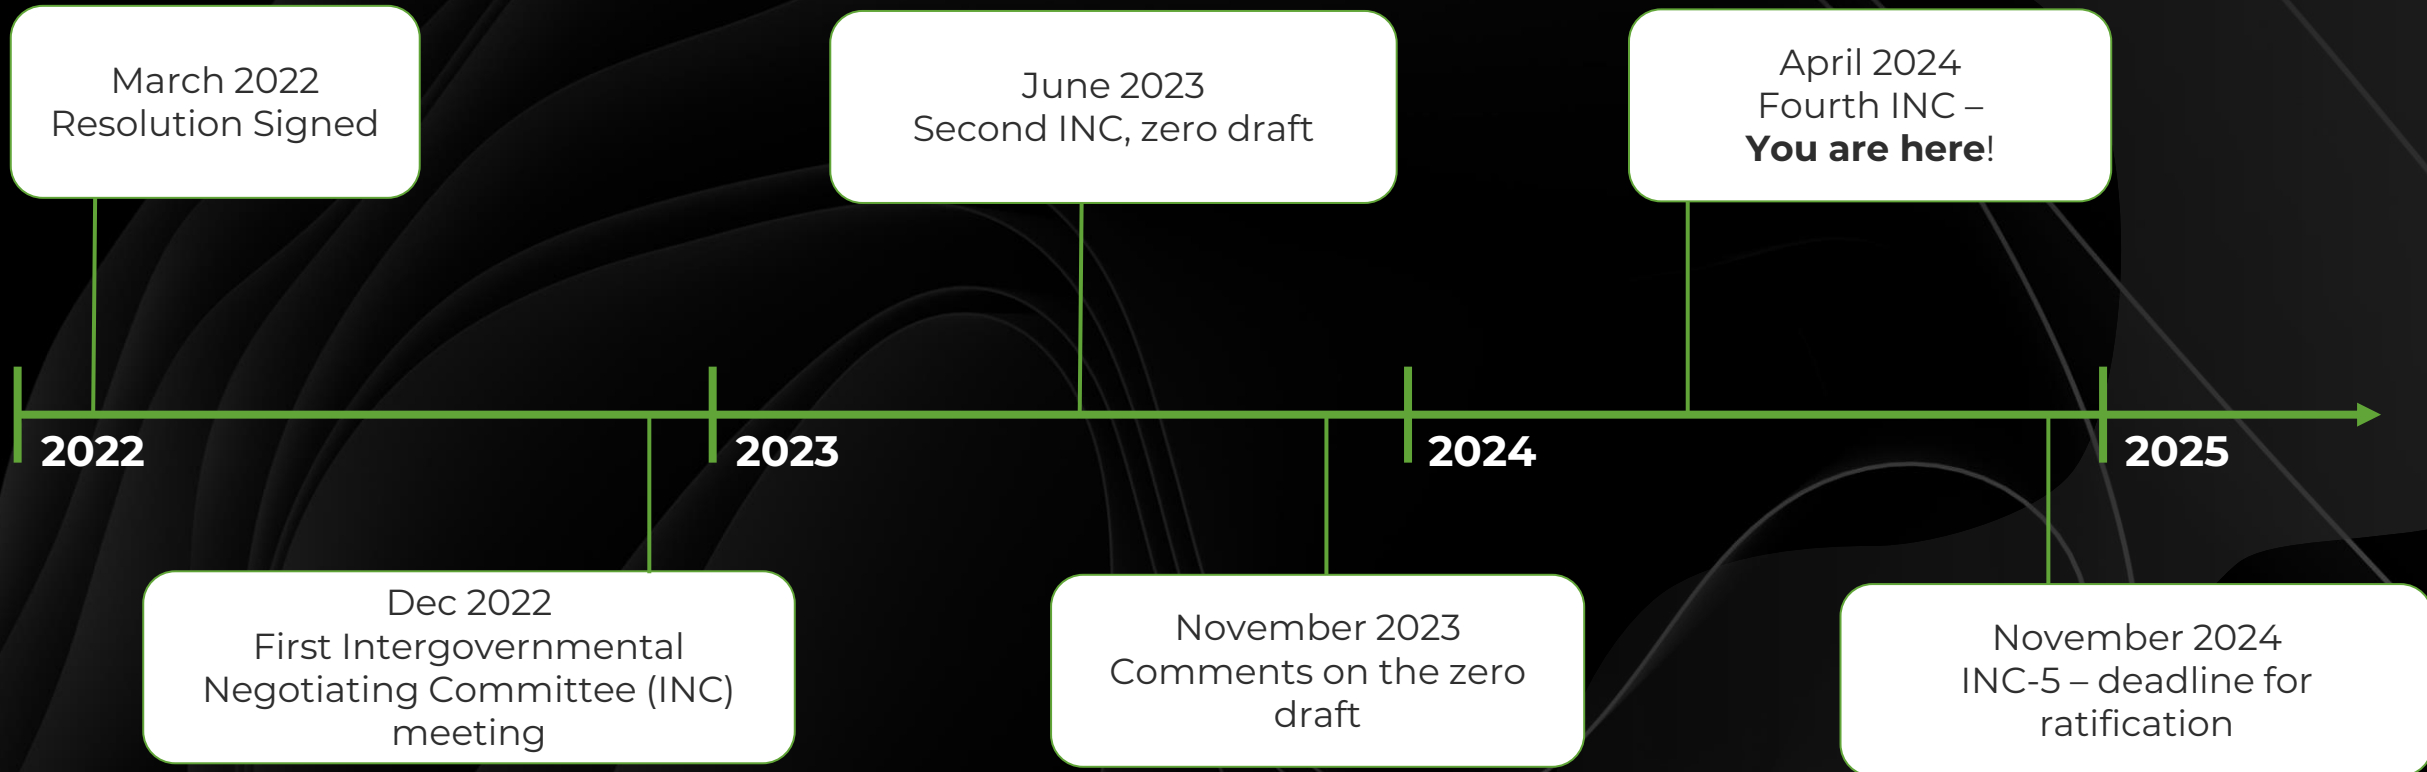 March 2022
Resolution Signed
June 2023
Second INC, zero draft
April 2024
Fourth INC –
You are here!
2022
2023
2024
2025
Dec 2022
First Intergovernmental
Negotiating Committee (INC)
meeting
November 2023
Comments on the zero
draft
November 2024
INC-5 – deadline for
ratification